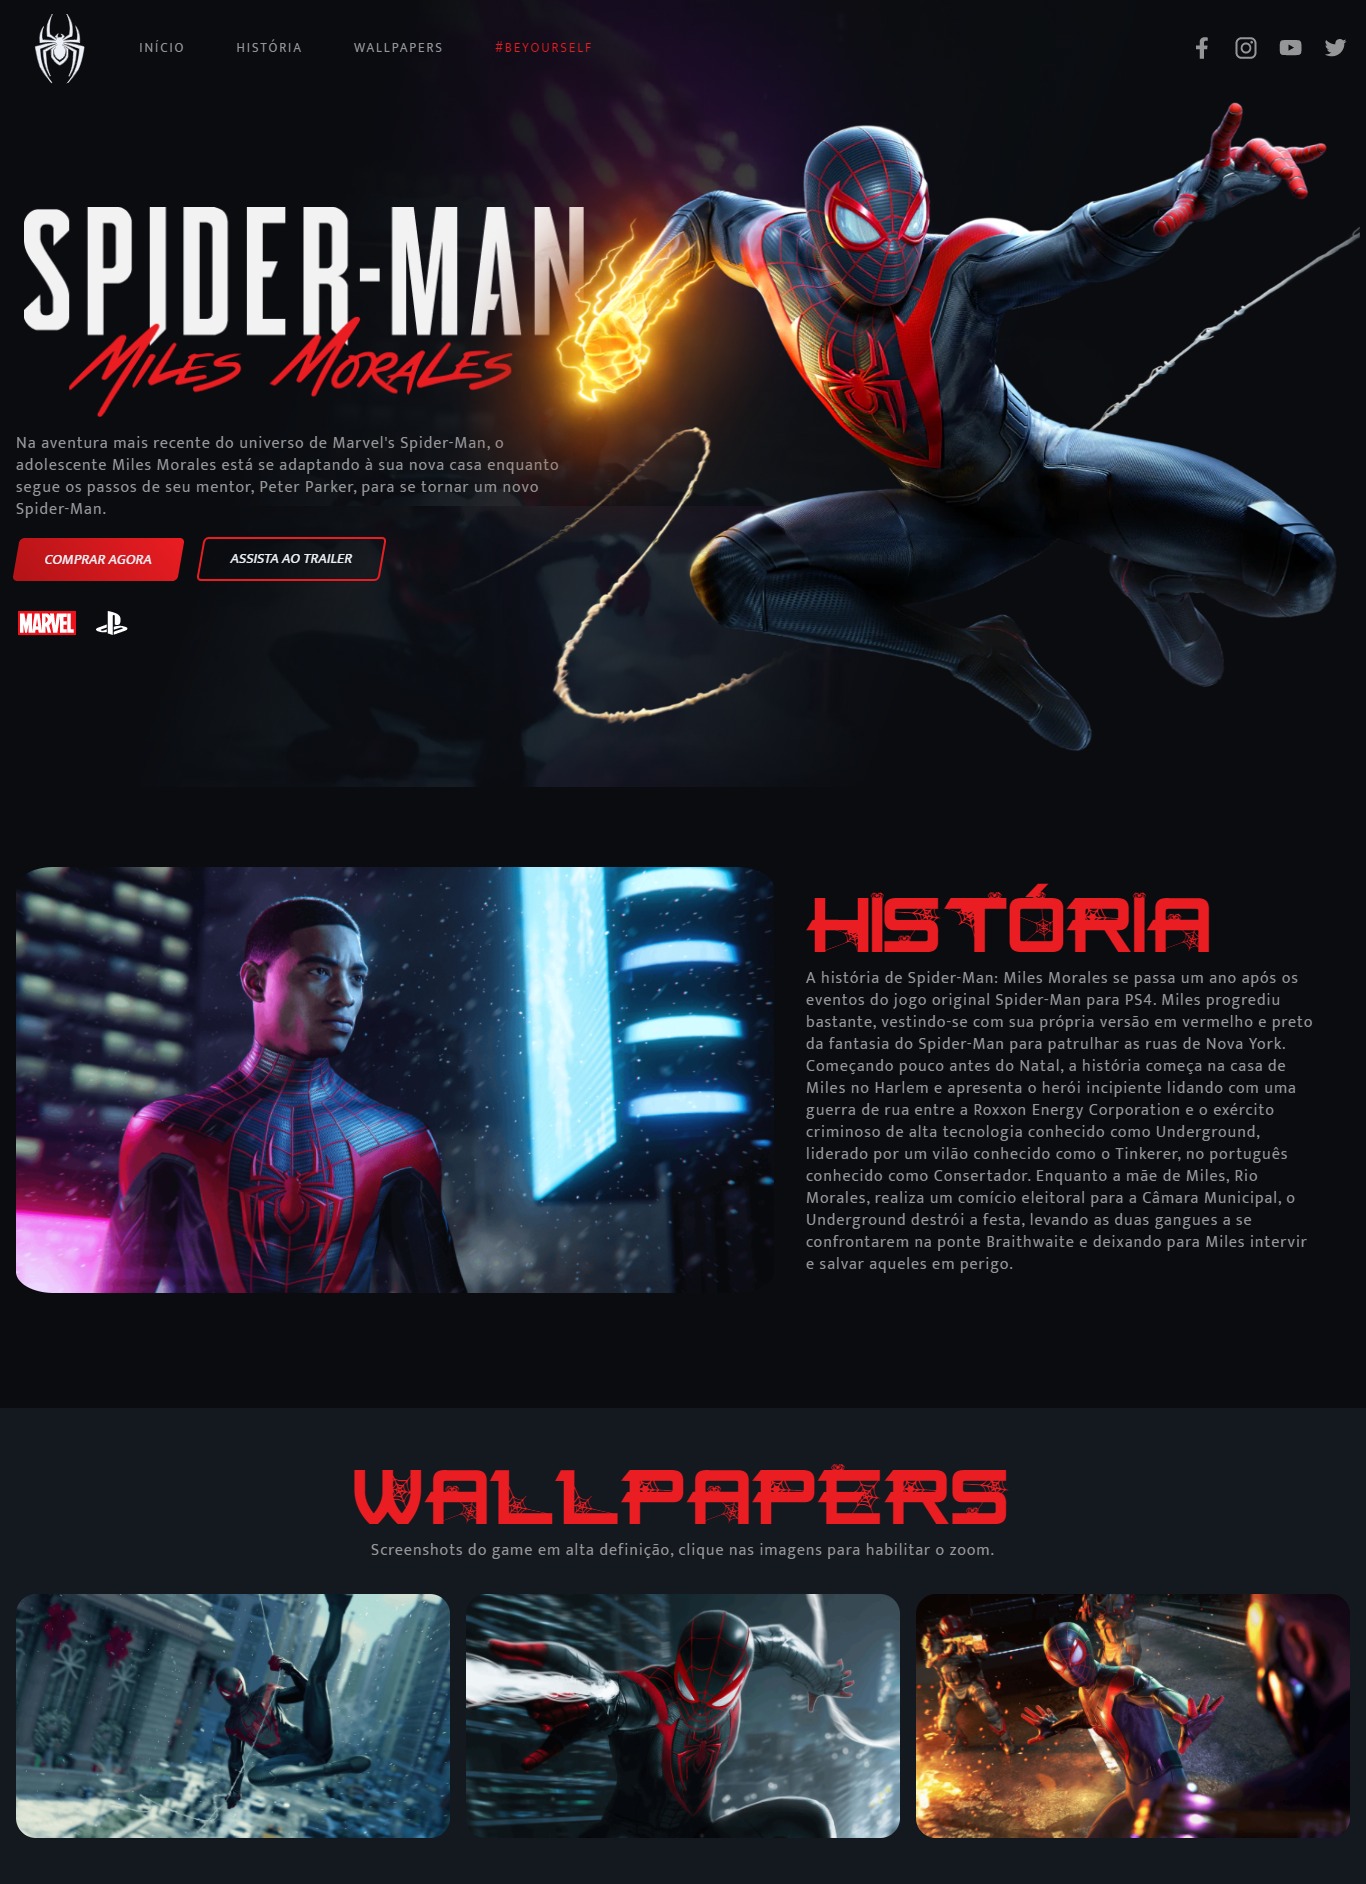 INÍCIO
HISTÓRIA
WALLPAPERS
#BEYOURSELF
SPIDER-MAN
MILES MORALES
Na aventura mais recente do universo de Marvel's Spider-Man, o
adolescente Miles Morales está se adaptando à sua nova casa enquanto
segue os passos de seu mentor, Peter Parker, para se tornar um novo
Spider-Man.
COMPRAR AGORA
ASSISTA AO TRAILER
MARVEL
HISTÓRIA
A história de Spider-Man: Miles Morales se passa um ano após os
eventos do jogo original Spider-Man para PS4. Miles progrediu
bastante, vestindo-se com sua própria versão em vermelho e preto
da fantasia do Spider-Man para patrulhar as ruas de Nova York.
Começando pouco antes do Natal, a história começa na casa de
Miles no Harlem e apresenta o herói incipiente lidando com uma
guerra de rua entre a Roxxon Energy Corporation e o exército
criminoso de alta tecnologia conhecido como Underground,
liderado por um vilão conhecido como o Tinkerer, no português
conhecido como Consertador. Enquanto a mãe de Miles, Rio
Morales, realiza um comício eleitoral para a Câmara Municipal, o
Underground destrói a festa, levando as duas gangues a se
confrontarem na ponte Braithwaite e deixando para Miles intervir
e salvar aqueles em perigo.
WALLPAPERS
Screenshots do game em alta definição, clique nas imagens para habilitar o zoom.